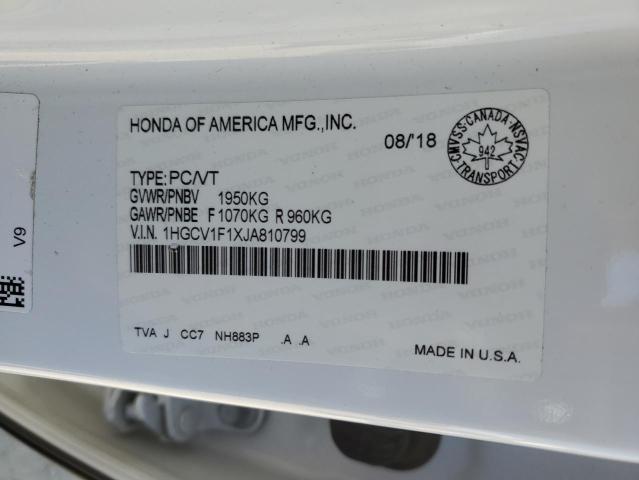 HONDA OF AMERICA MFG.,INC.
08/'18
CMVSS·CANADA·NSVAC
942
TRANSPORT
TYPE:PC/VT
GVWR/PNBV 1950KG
GAWR/PNBE F 1070KG R 960KG
V.I.N. 1HGCV1F1XJA810799
TVA J CC7 NH883P .A .A
MADE IN U.S.A.
V9